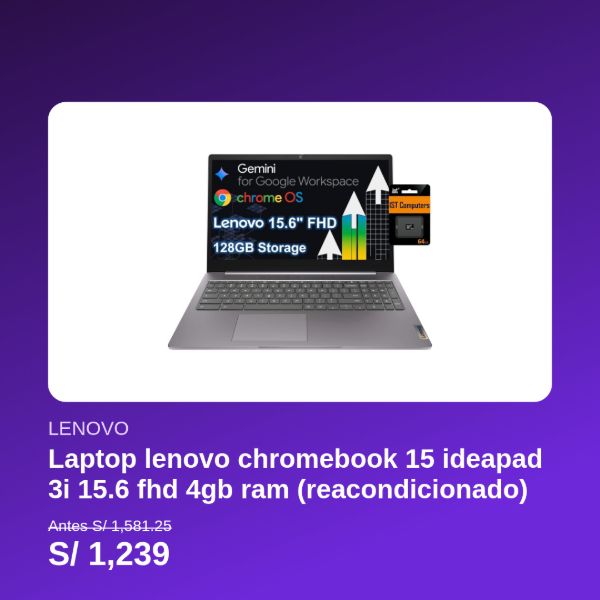 Gemini
for Google Workspace
chrome OS
Lenovo 15.6" FHD
128GB Storage
IST Computers
64
LENOVO
Laptop lenovo chromebook 15 ideapad
3i 15.6 fhd 4gb ram (reacondicionado)
Antes S/ 1,581.25
S/ 1,239